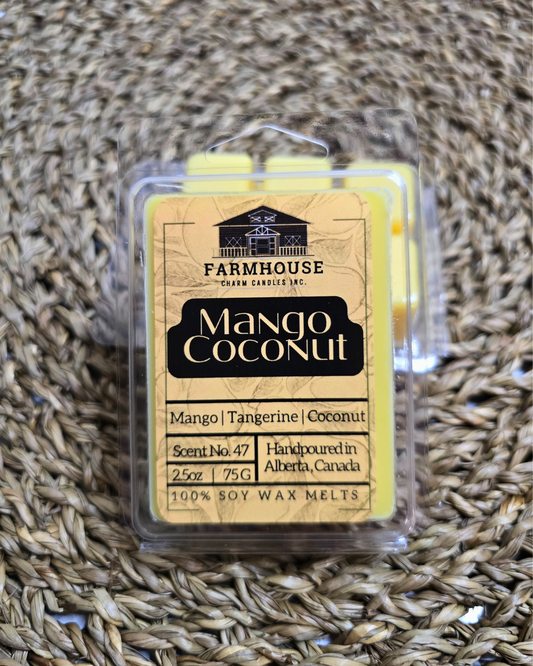 FARMHOUSE
CHARM CANDLES INC.
Mango
Coconut
Mango | Tangerine | Coconut
Scent No. 47
2.5oz | 75G
Handpoured in
Alberta, Canada
100% SOY WAX MELTS